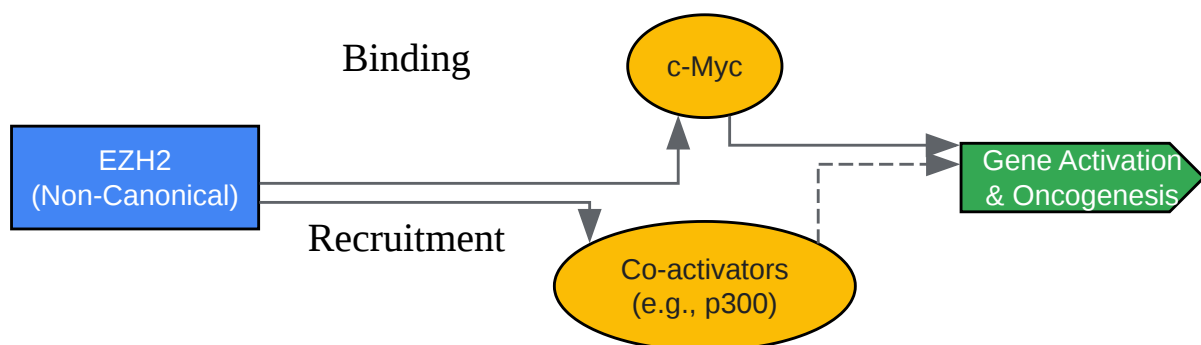 Binding
c-Myc
EZH2
(Non-Canonical)
Gene Activation
& Oncogenesis
Recruitment
Co-activators
(e.g., p300)